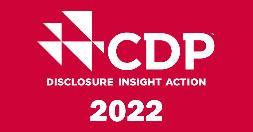 CDP
DISCLOSURE INSIGHT ACTION
2022